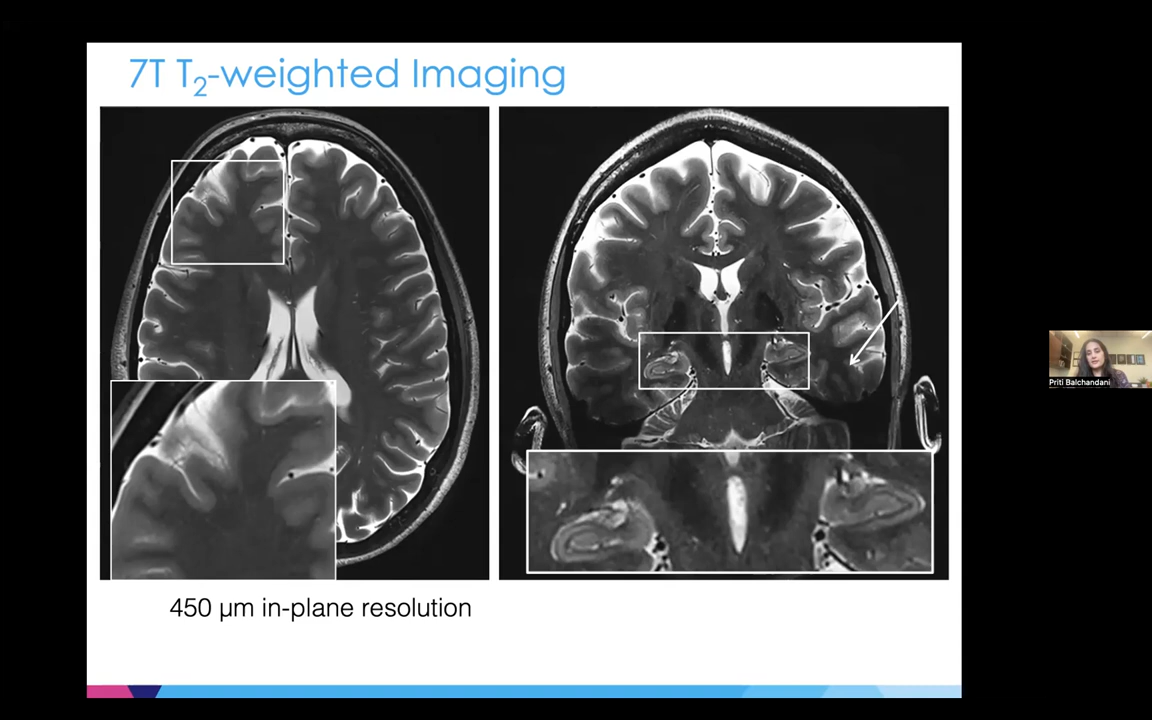 7T T₂-weighted Imaging
450 µm in-plane resolution
Priti Balchandani